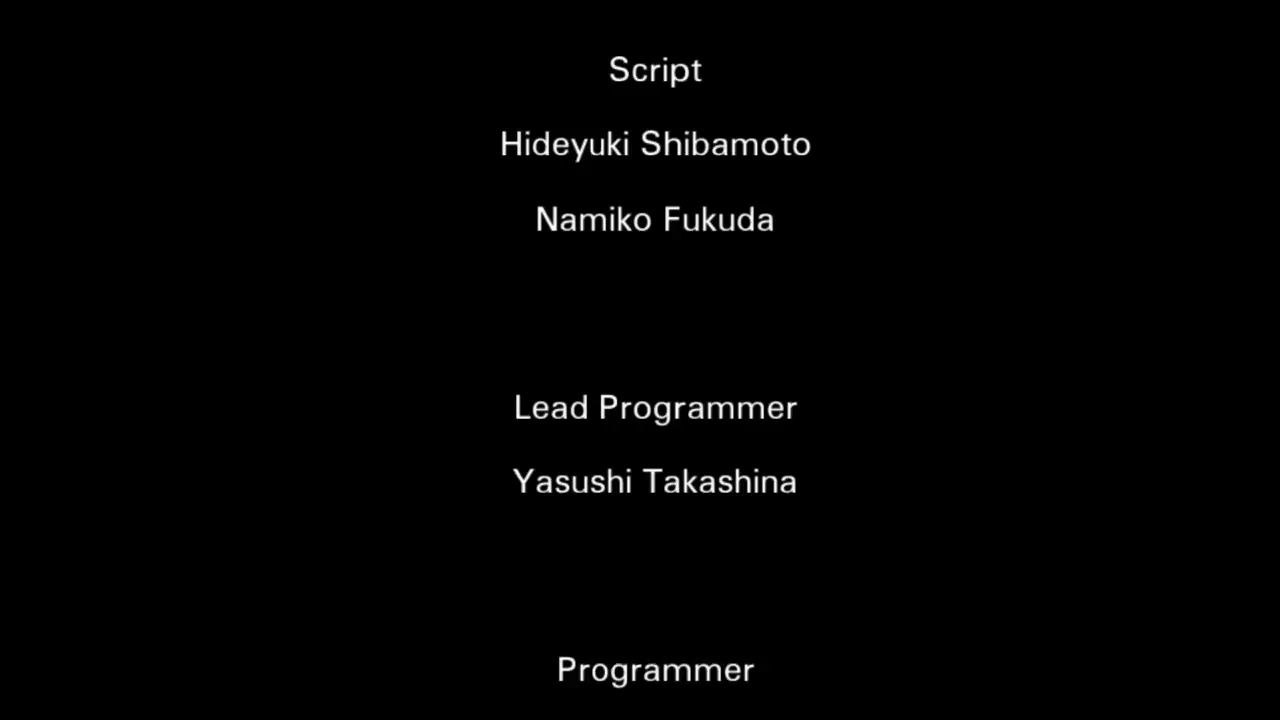 Script
Hideyuki Shibamoto
Namiko Fukuda
Lead Programmer
Yasushi Takashina
Programmer